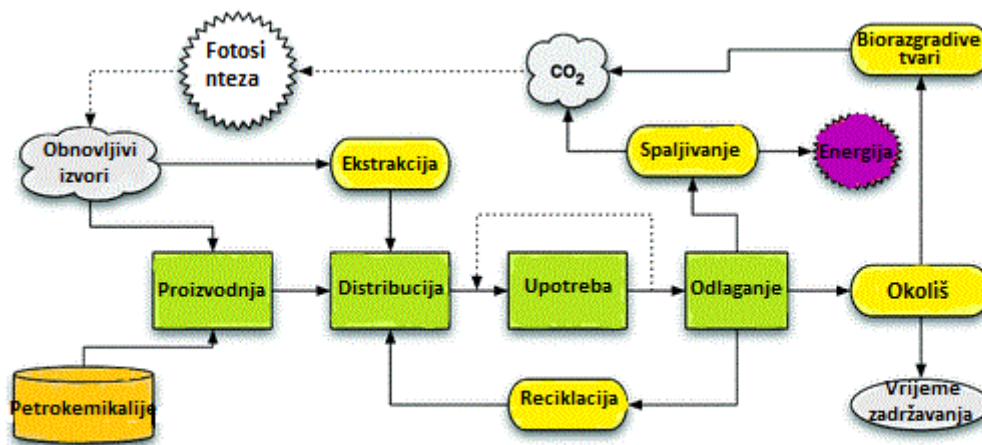 Fotosi
nteza
CO₂
Biorazgradive
tvari
Obnovljivi
izvori
Ekstrakcija
Spaljivanje
Energija
Proizvodnja
Distribucija
Upotreba
Odlaganje
Okoliš
Petrokemikalije
Reciklacija
Vrijeme
zadržavanja